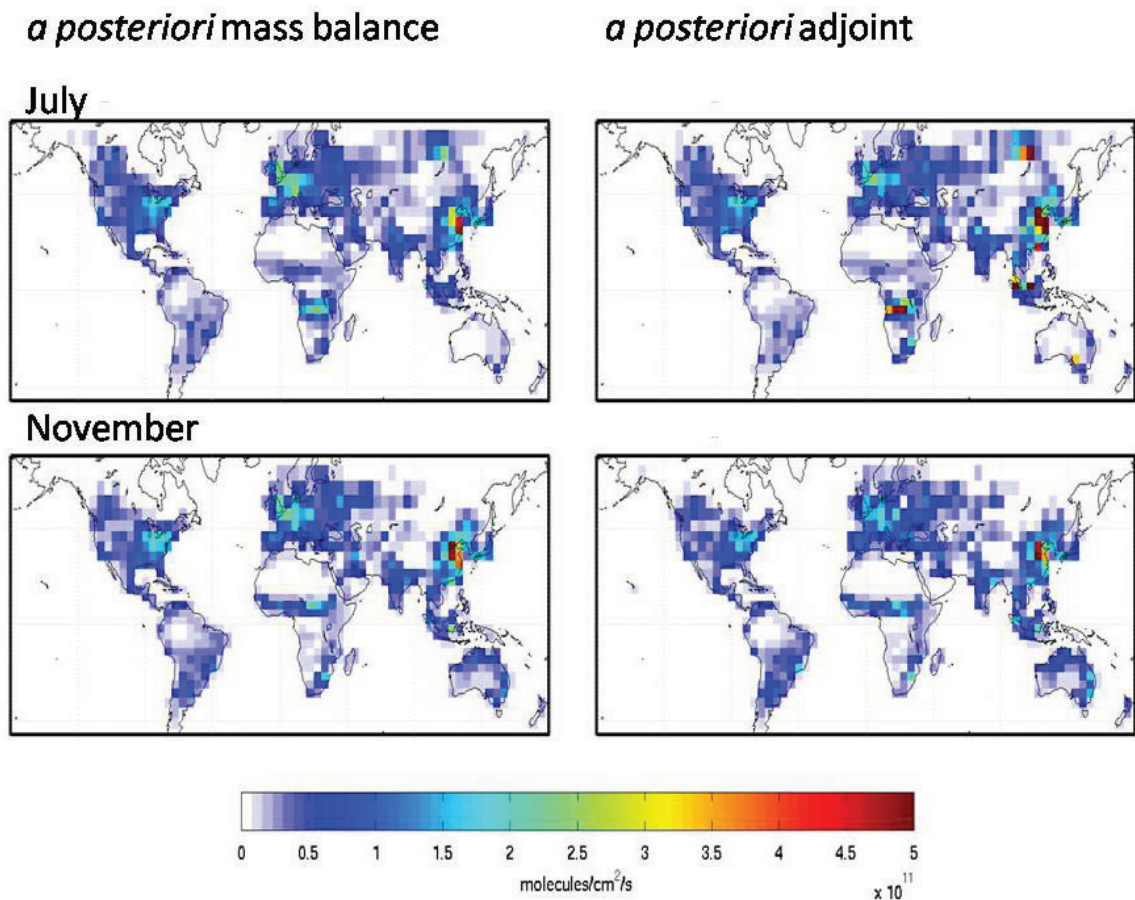 a posteriori mass balance a posteriori adjoint
July
November
0 0.5 1 1.5 2 2.5 3 3.5 4 4.5 5
molecules/cm²/s
x 10¹¹